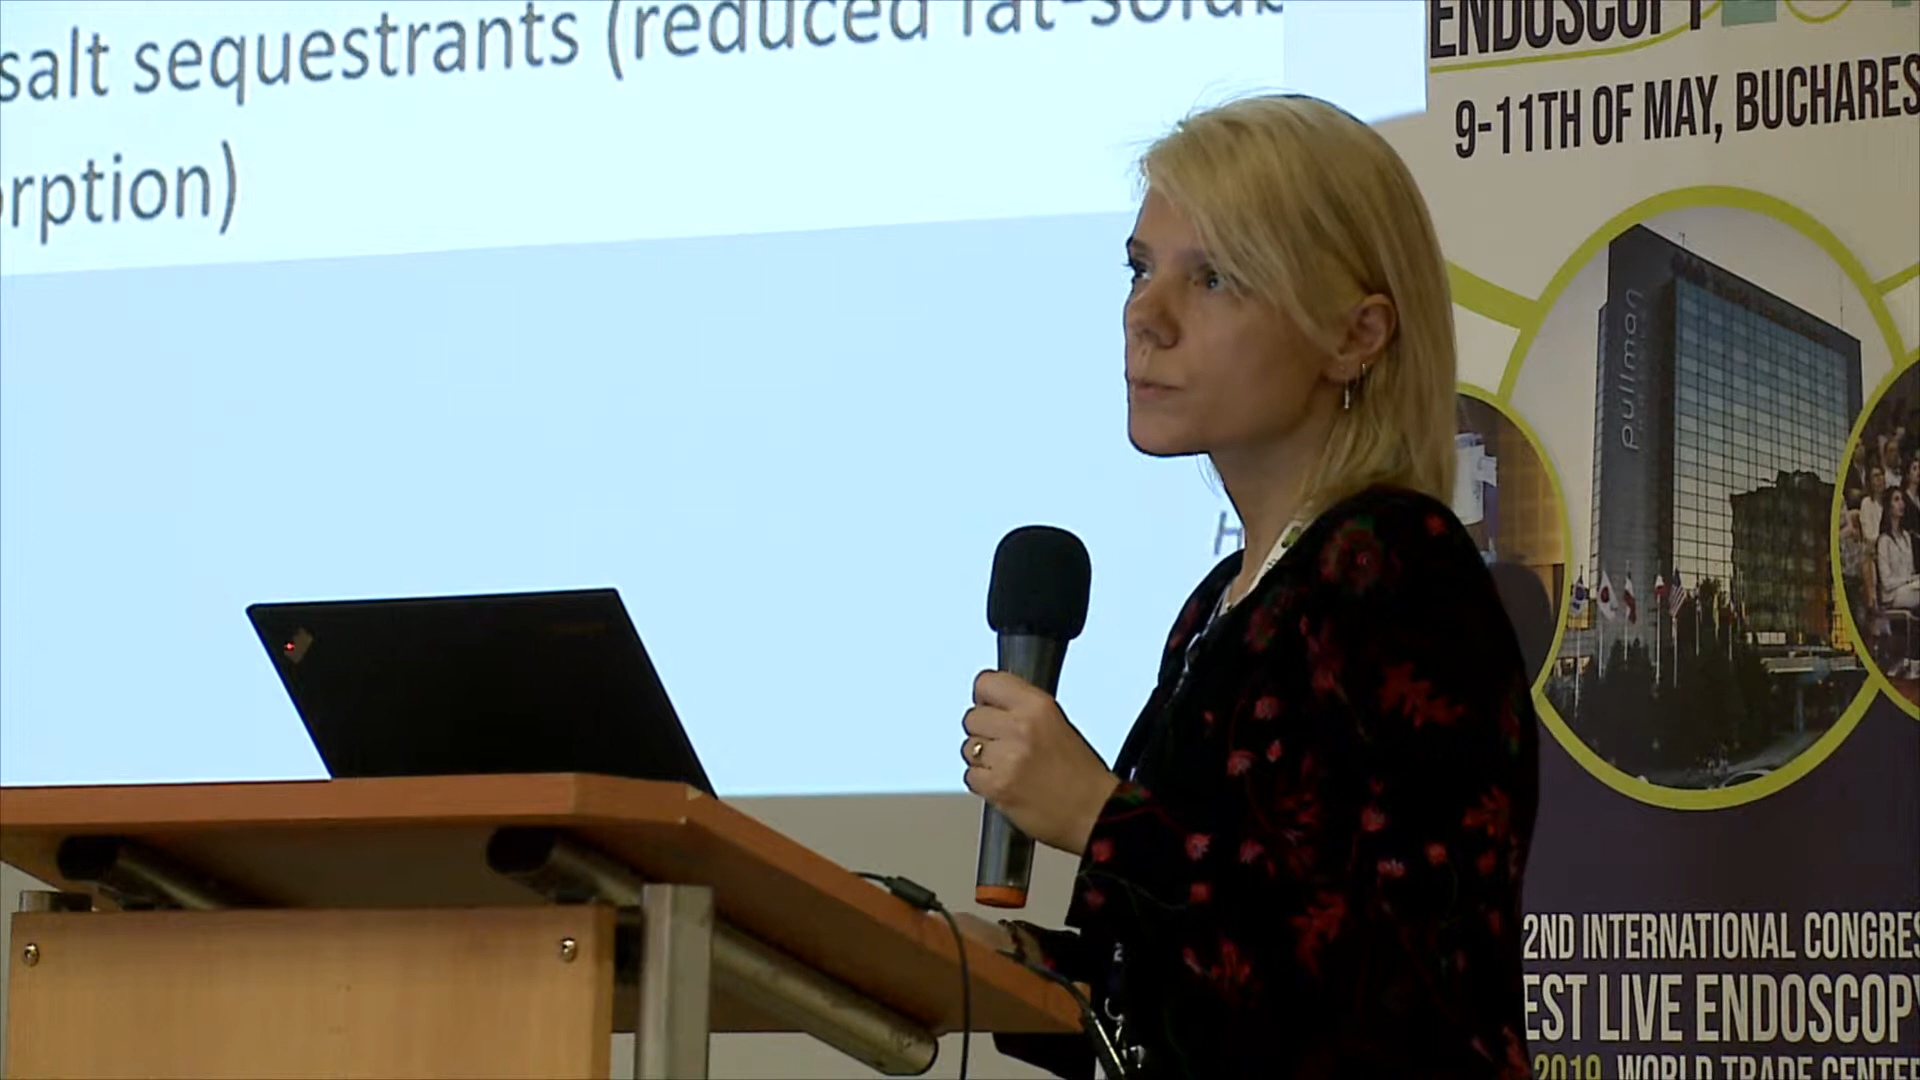 salt sequestrants (reduced fat-solub
orption)
H
ENDOSCOPY
9-11TH OF MAY, BUCHARES
pullman
2ND INTERNATIONAL CONGRES
EST LIVE ENDOSCOPY
2019, WORLD TRADE CENTER